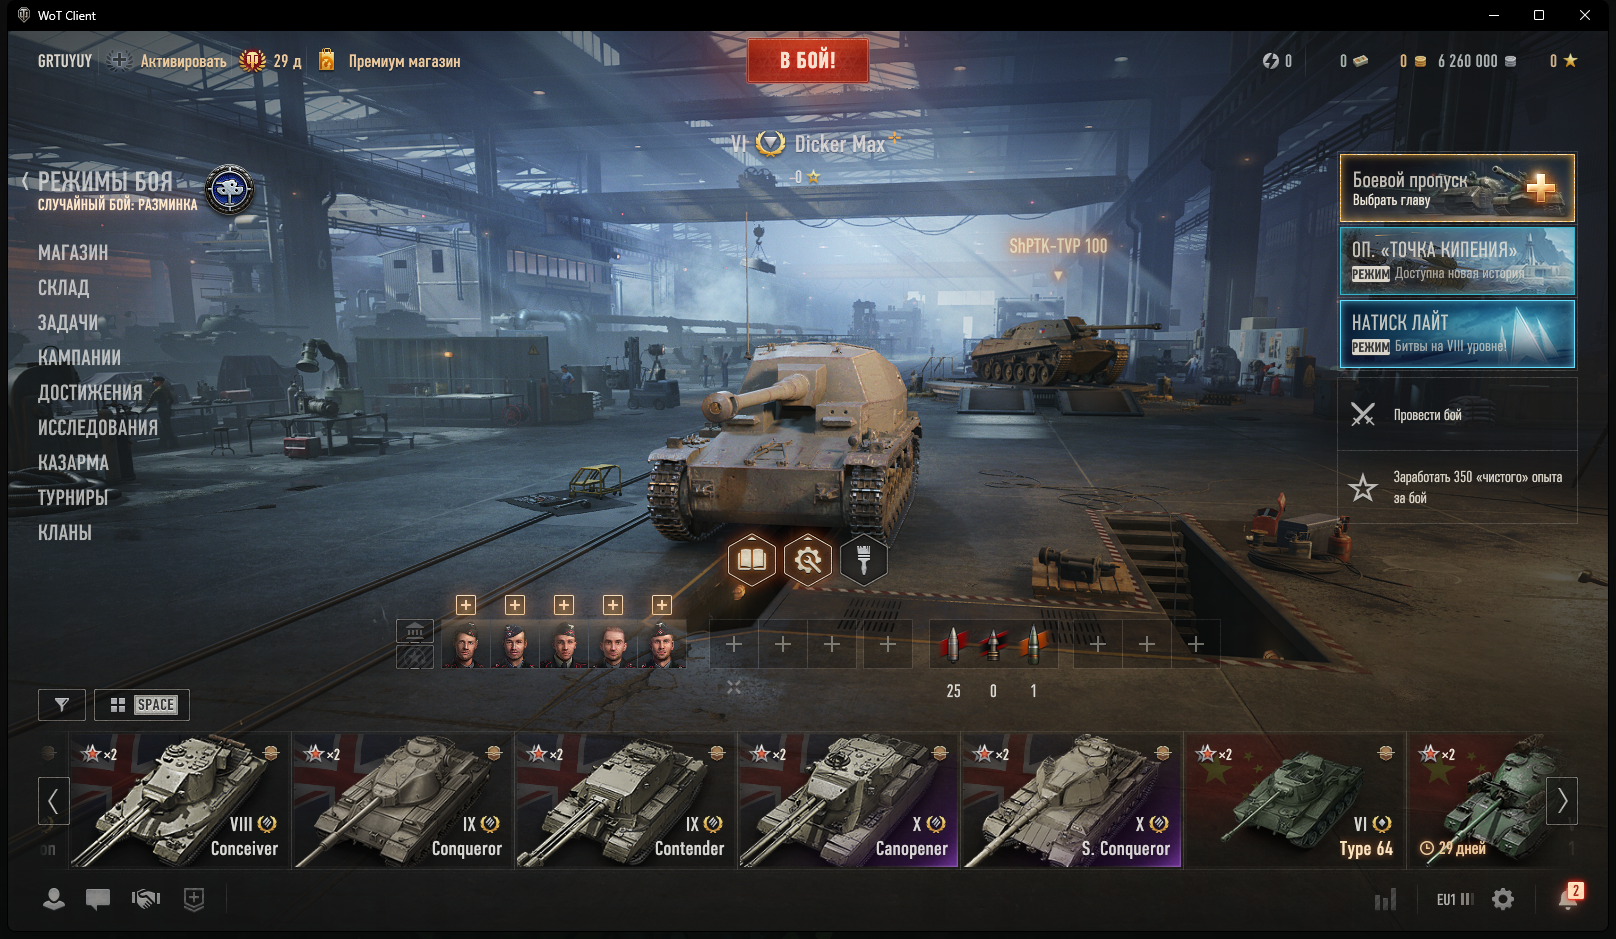 WoT Client
GRTUYUY
Активировать
29 д
Премиум магазин
В БОЙ!
0
0
0
6 260 000
0
VI Dicker Max
0
РЕЖИМЫ БОЯ
СЛУЧАЙНЫЙ БОЙ: РАЗМИНКА
МАГАЗИН
СКЛАД
ЗАДАЧИ
КАМПАНИИ
ДОСТИЖЕНИЯ
ИССЛЕДОВАНИЯ
КАЗАРМА
ТУРНИРЫ
КЛАНЫ
ShPTK-TVP 100
Боевой пропуск
Выбрать главу
ОП. «ТОЧКА КИПЕНИЯ»
РЕЖИМ Доступна новая история
НАТИСК ЛАЙТ
РЕЖИМ Битвы на VIII уровне!
Провести бой
Заработать 350 «чистого» опыта
за бой
25 0 1
SPACE
on
×2
VIII
Conceiver
×2
IX
Conqueror
×2
IX
Contender
×2
X
Canopener
×2
X
S. Conqueror
×2
VI
Type 64
×2
29 дней
1
EU1
2